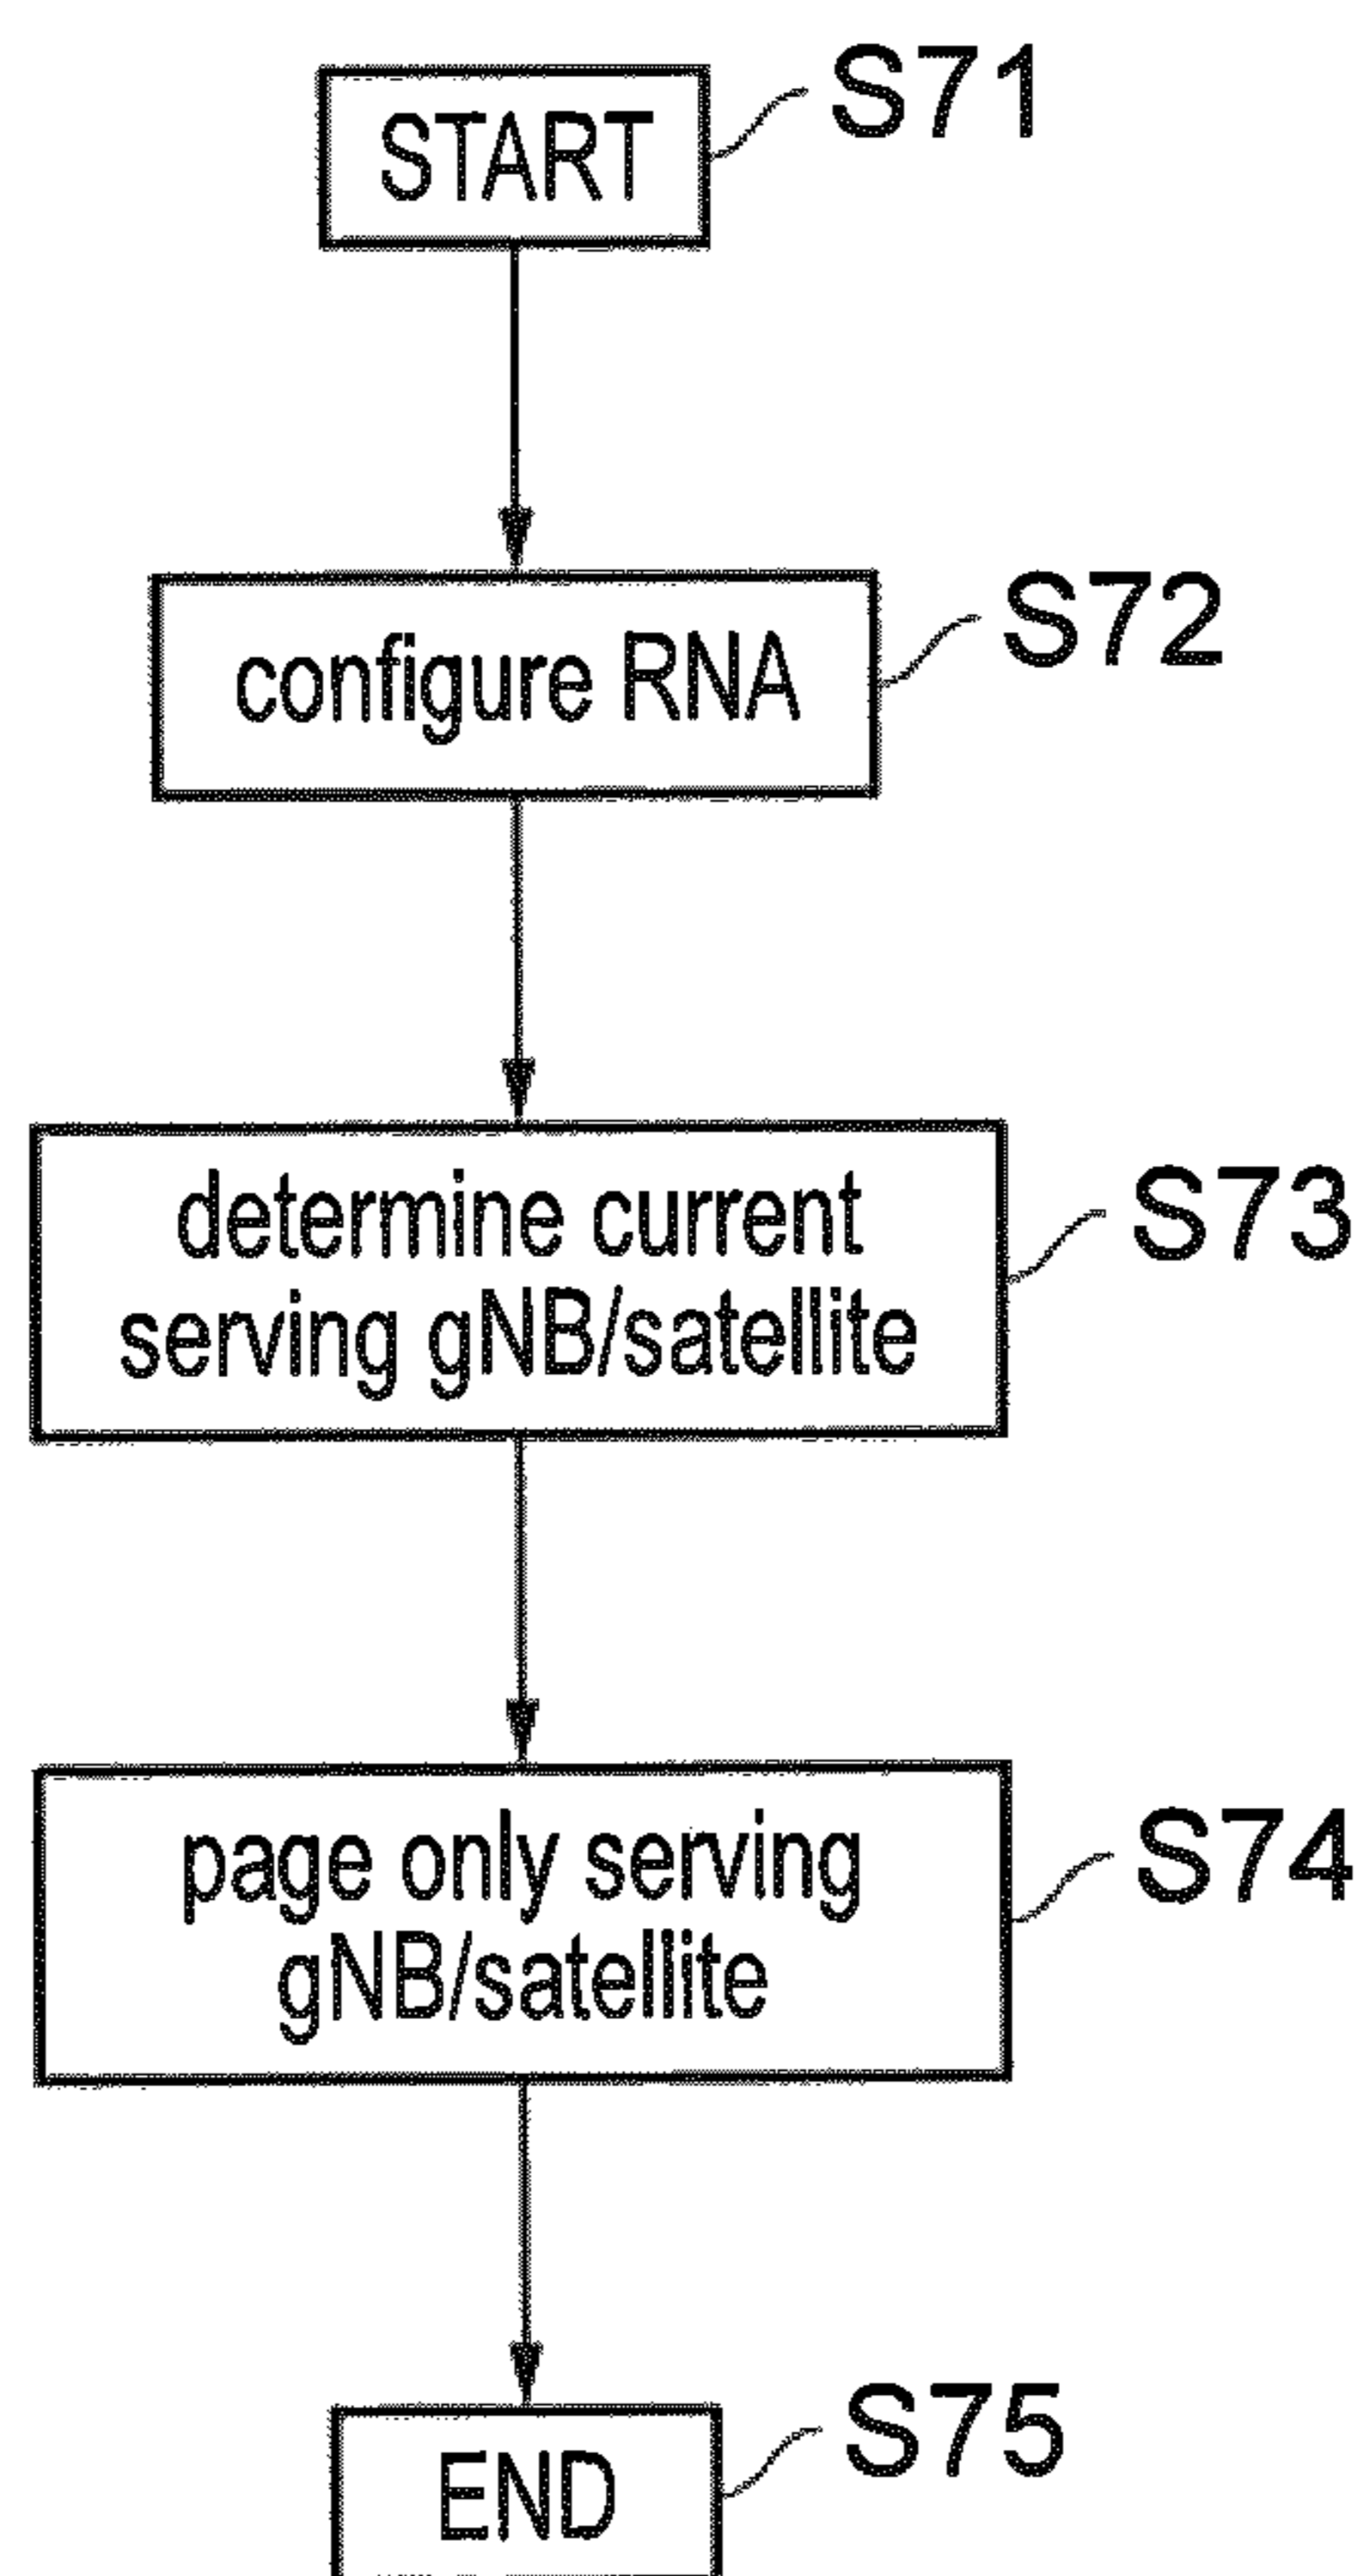 START
S71
configure RNA
S72
determine current
serving gNB/satellite
S73
page only serving
gNB/satellite
S74
END
S75